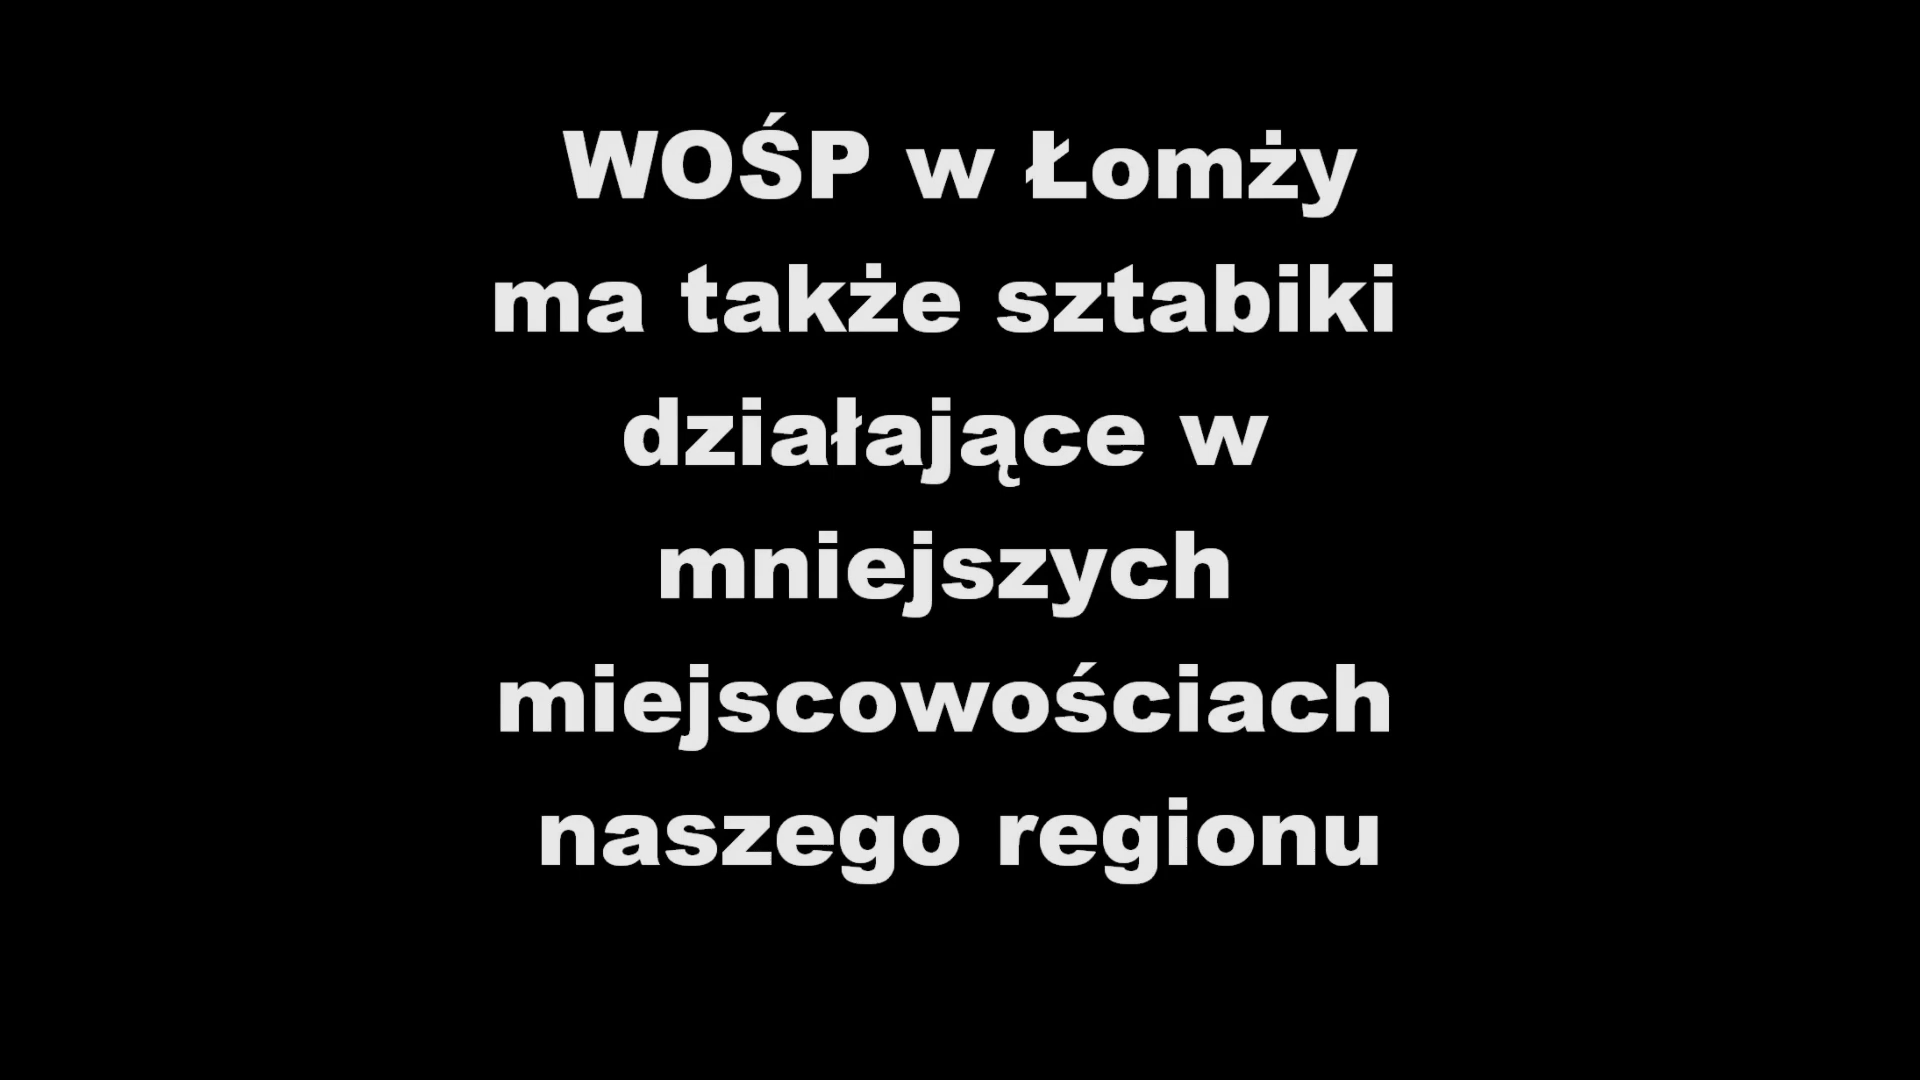 WOŚP w Łomży
ma także sztabiki
działające w
mniejszych
miejscowościach
naszego regionu